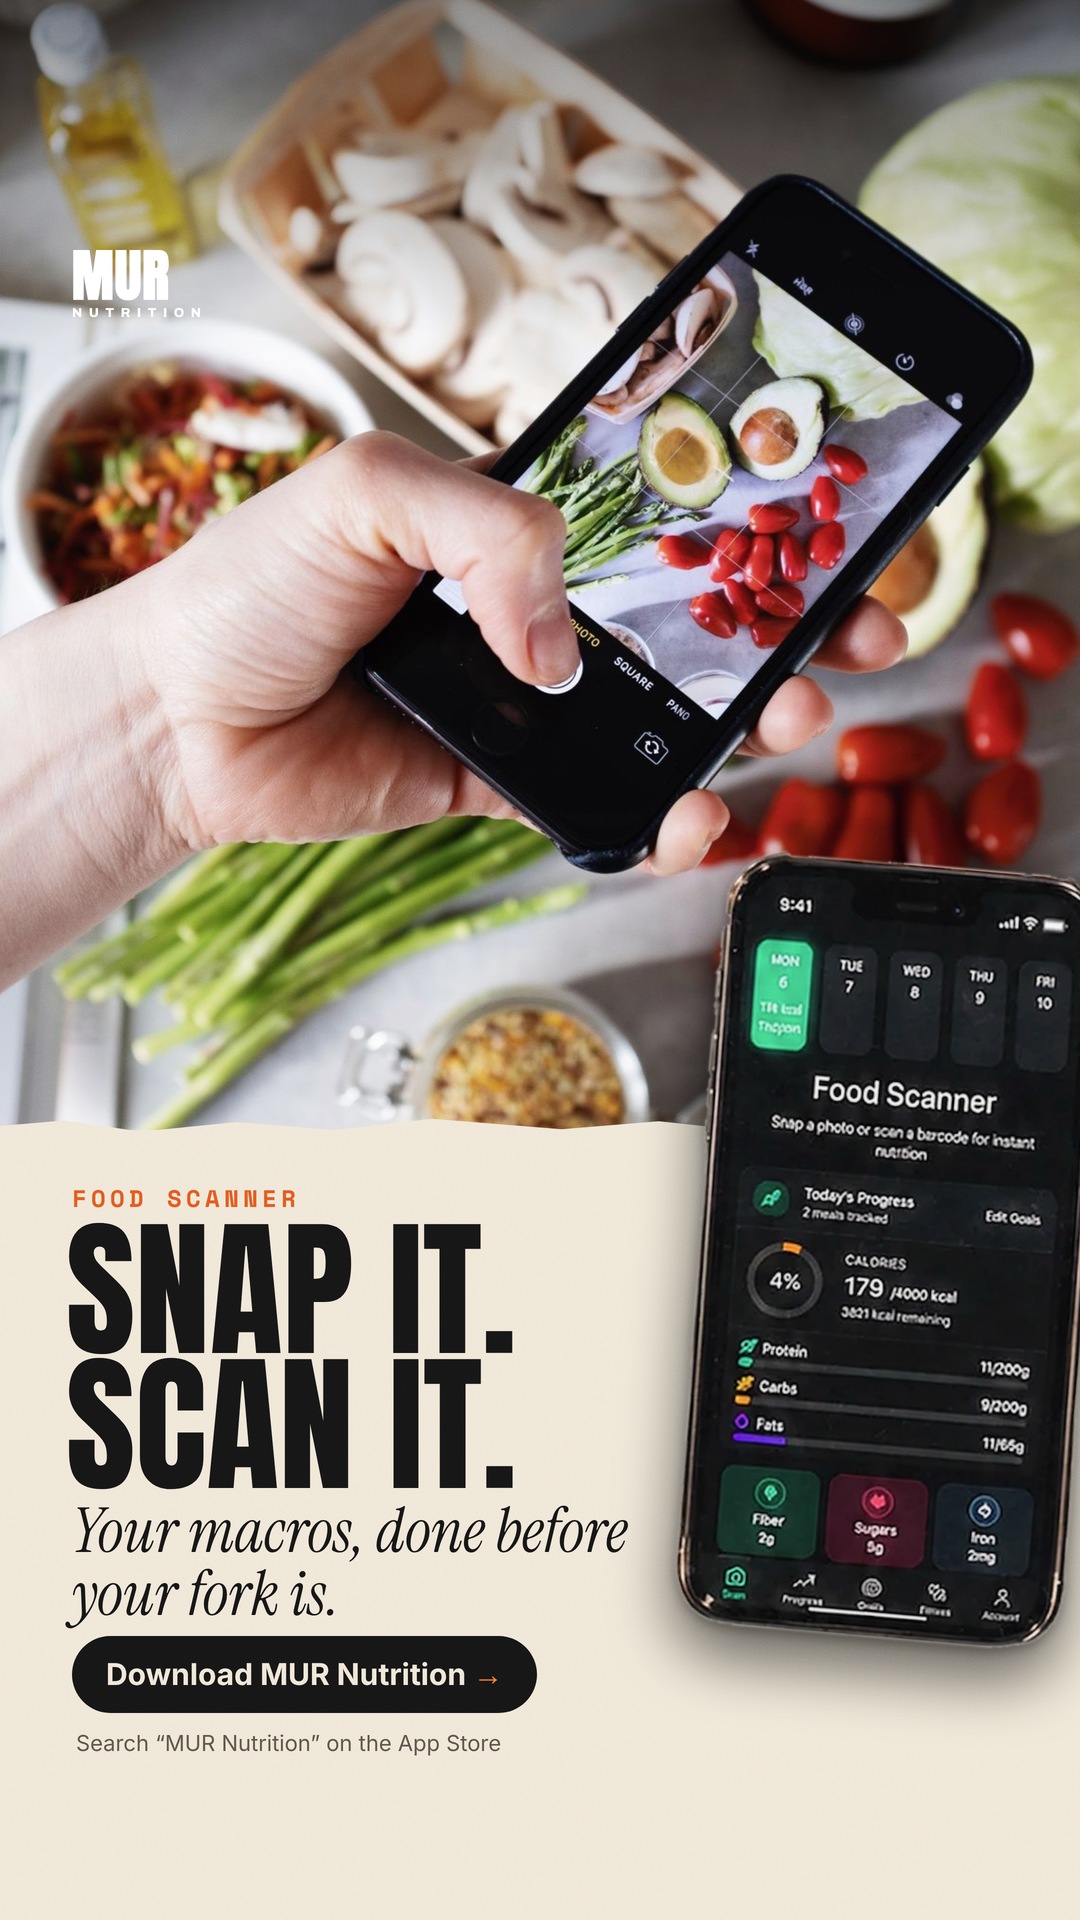 MUR
NUTRITION
HDR
PHOTO
SQUARE
PANO
9:41
MON
6
TUE
7
WED
8
THU
9
FRI
10
Food Scanner
Snap a photo or scan a barcode for instant
nutrition
Today's Progress
2 meals tracked
Edit Goals
4%
CALORIES
179 /4000 kcal
3821 kcal remaining
Protein
11/200g
Carbs
9/200g
Fats
11/65g
Fiber
2g
Sugars
5g
Iron
2mg
Scan
Progress
Account
FOOD SCANNER
SNAP IT.
SCAN IT.
Your macros, done before
your fork is.
Download MUR Nutrition →
Search “MUR Nutrition” on the App Store